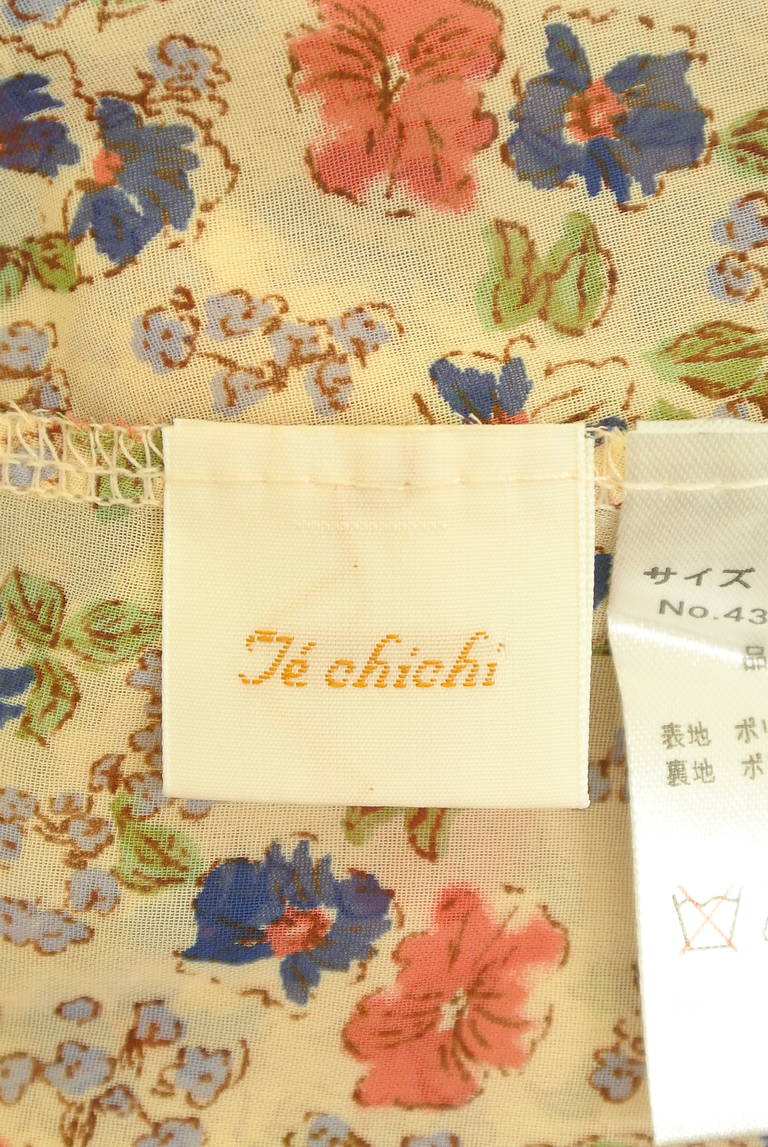 Té chichi
サイズ
No.43
品
表地 ポリ
裏地 ポ